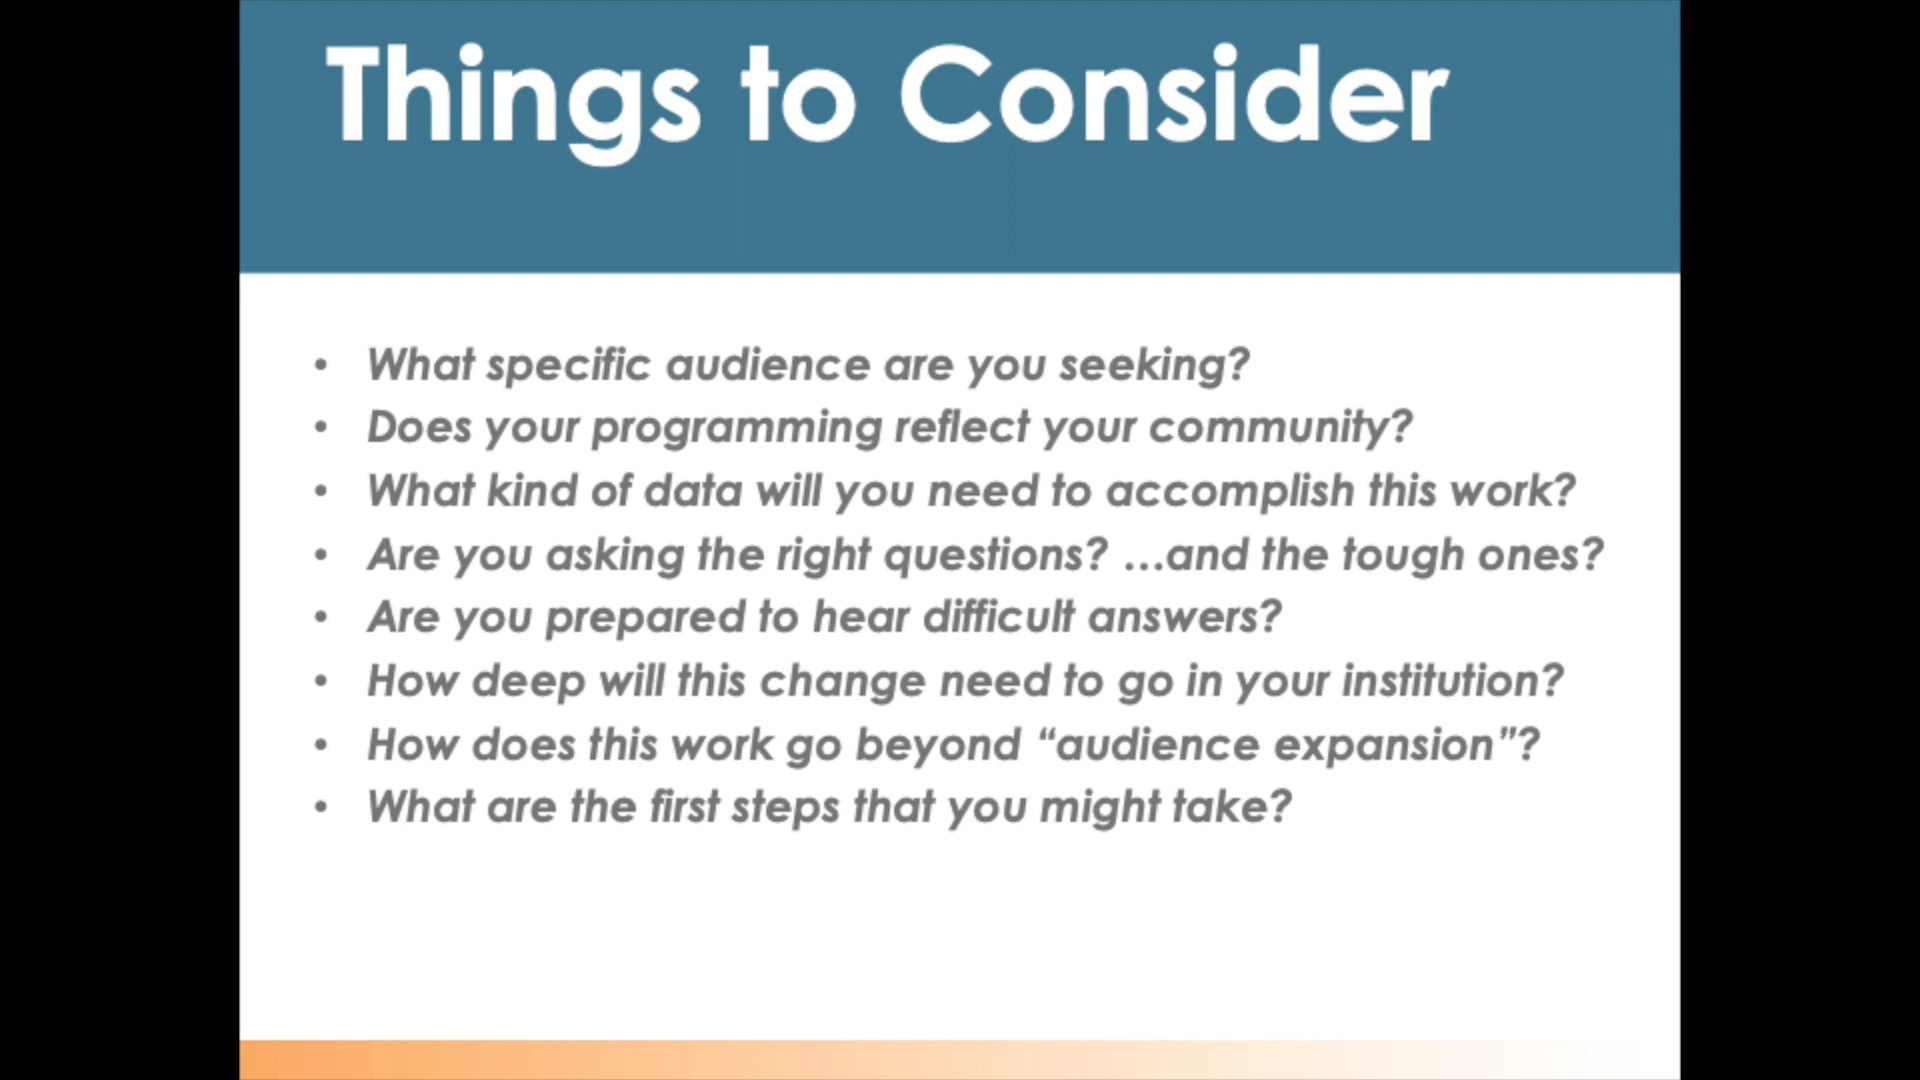 Things to Consider
• What specific audience are you seeking?
• Does your programming reflect your community?
• What kind of data will you need to accomplish this work?
• Are you asking the right questions? …and the tough ones?
• Are you prepared to hear difficult answers?
• How deep will this change need to go in your institution?
• How does this work go beyond “audience expansion”?
• What are the first steps that you might take?